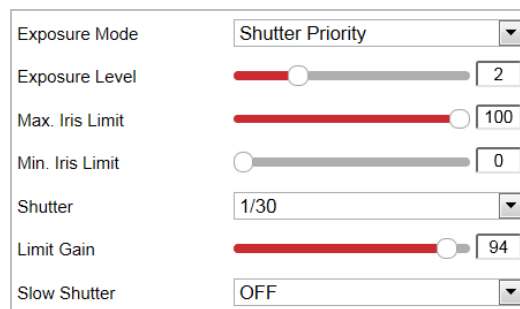 Exposure Mode Shutter Priority
Exposure Level 2
Max. Iris Limit 100
Min. Iris Limit 0
Shutter 1/30
Limit Gain 94
Slow Shutter OFF